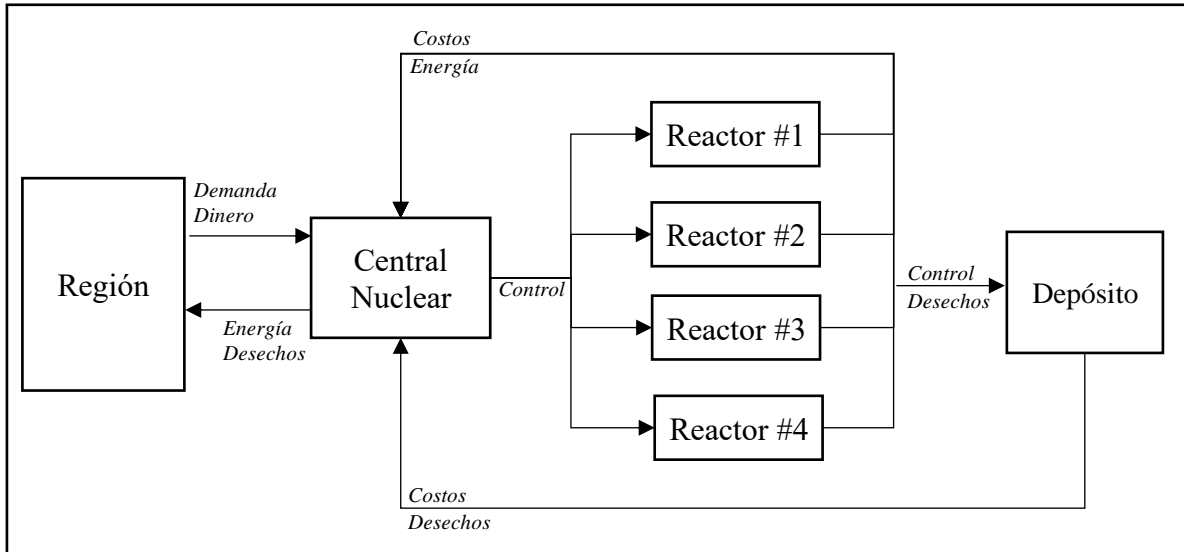 Costos
Energía
Reactor #1
Demanda
Dinero
Reactor #2
Región
Central
Nuclear
Control
Control
Desechos
Depósito
Energía
Desechos
Reactor #3
Reactor #4
Costos
Desechos